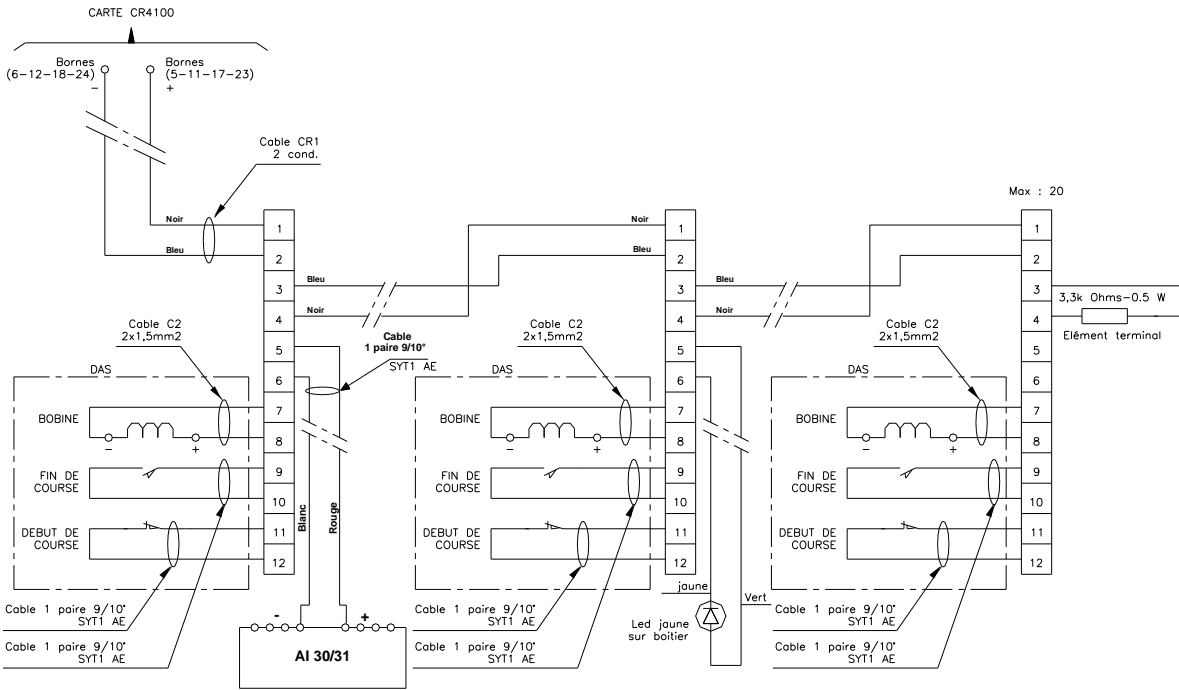 CARTE CR4100
Bornes
(6-12-18-24)
-
Bornes
(5-11-17-23)
+
Cable CR1
2 cond.
Max : 20
Noir
Bleu
1
2
3
4
5
6
7
8
9
10
11
12
Bleu
Noir
Cable C2
2x1,5mm2
Cable
1 paire 9/10°
SYT1 AE
DAS
BOBINE
-
+
FIN DE
COURSE
DEBUT DE
COURSE
Blanc
Rouge
Cable 1 paire 9/10°
SYT1 AE
Cable 1 paire 9/10°
SYT1 AE
-
+
AI 30/31
Noir
Bleu
1
2
3
4
5
6
7
8
9
10
11
12
Bleu
Noir
Cable C2
2x1,5mm2
DAS
BOBINE
-
+
FIN DE
COURSE
DEBUT DE
COURSE
Cable 1 paire 9/10°
SYT1 AE
Cable 1 paire 9/10°
SYT1 AE
jaune
Vert
Led jaune
sur boitier
1
2
3
4
5
6
7
8
9
10
11
12
3,3k Ohms-0.5 W
Elément terminal
Cable C2
2x1,5mm2
DAS
BOBINE
-
+
FIN DE
COURSE
DEBUT DE
COURSE
Cable 1 paire 9/10°
SYT1 AE
Cable 1 paire 9/10°
SYT1 AE